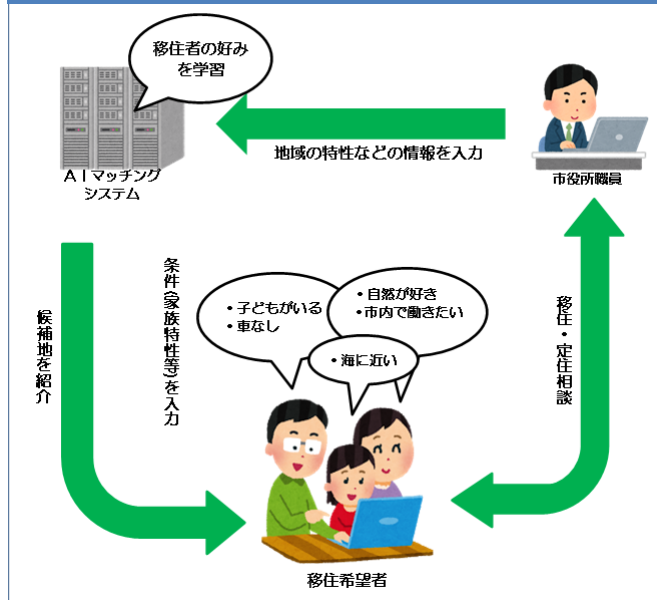 移住者の好み
を学習
AIマッチング
システム
地域の特性などの情報を入力
市役所職員
候補地を紹介
条件(家族特性等)を入力
・子どもがいる
・車なし
・自然が好き
・市内で働きたい
・海に近い
移住・定住相談
移住希望者